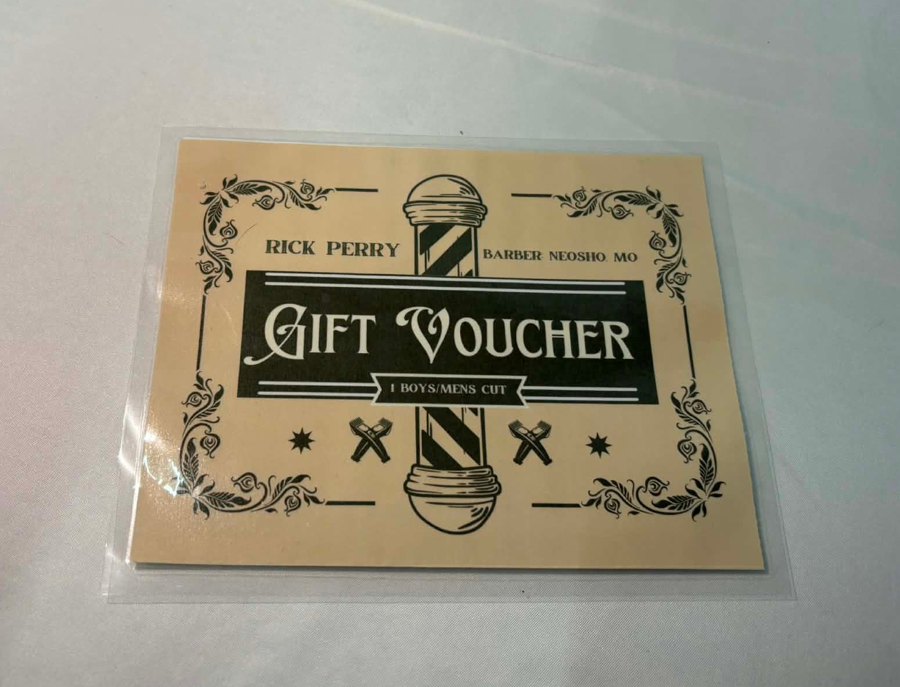 RICK PERRY
BARBER NEOSHO, MO
GIFT VOUCHER
1 BOYS/MENS CUT